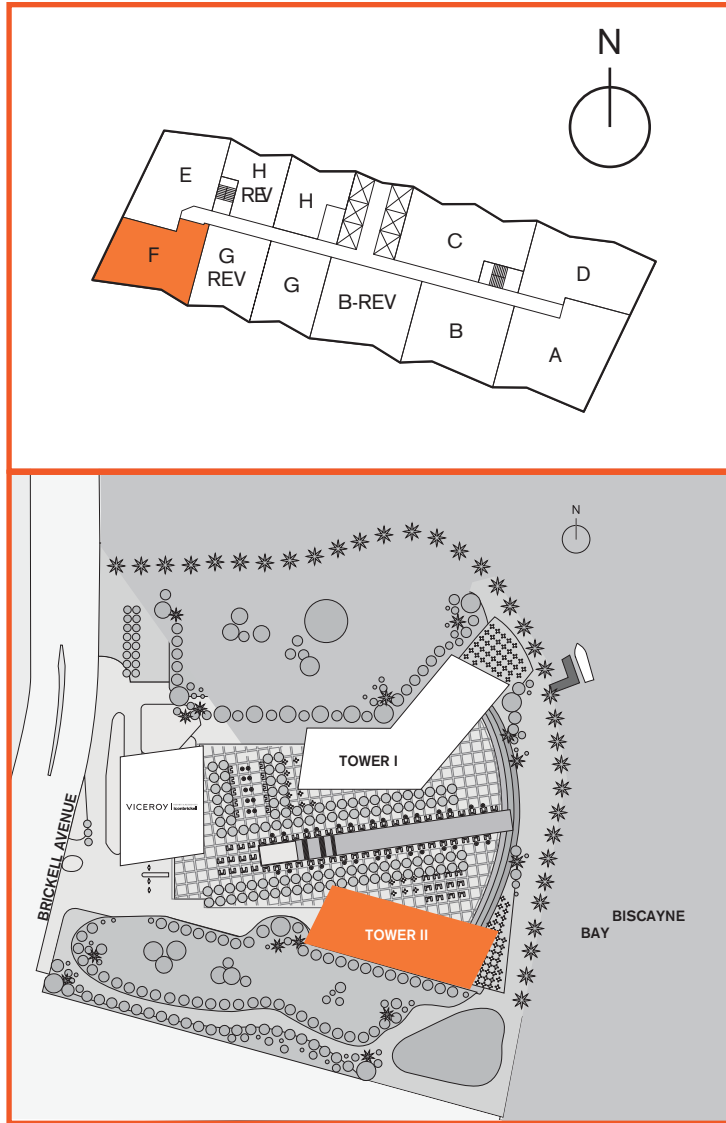 N
E
H
REV
H
C
D
F
G
REV
G
B-REV
B
A
N
TOWER I
VICEROY
BRICKELL AVENUE
TOWER II
BISCAYNE
BAY